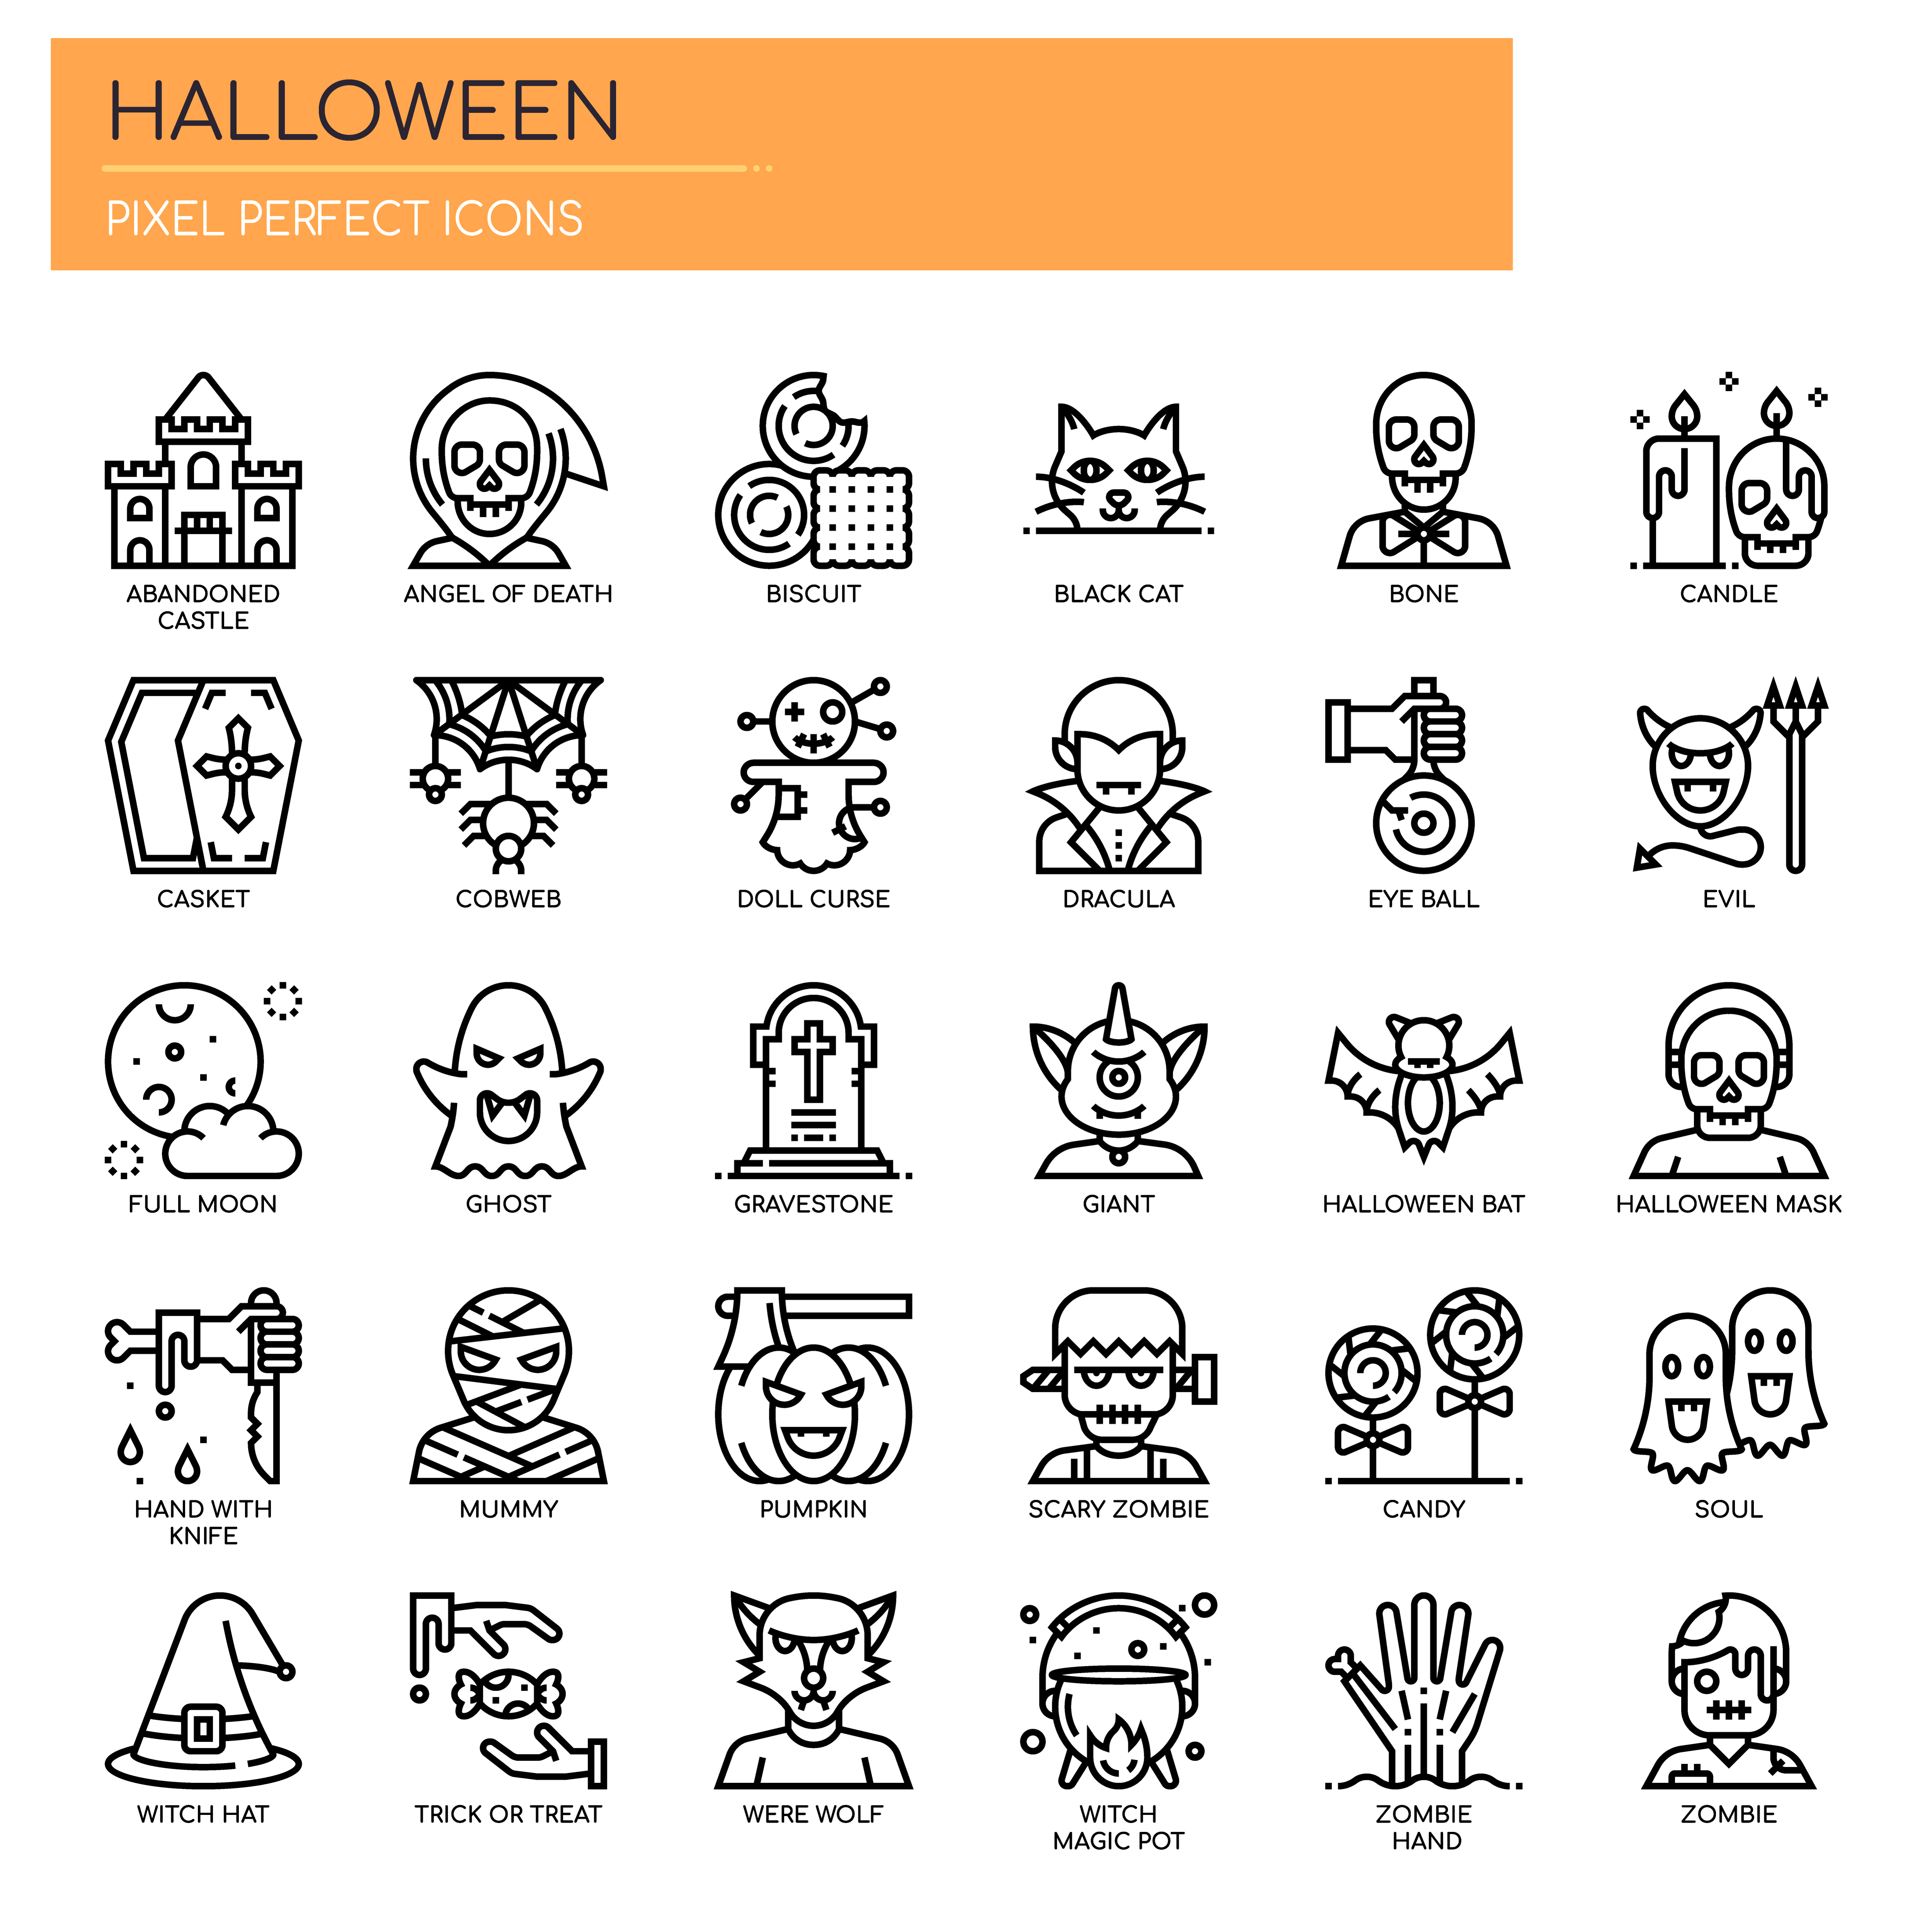 HALLOWEEN
PIXEL PERFECT ICONS
ABANDONED
CASTLE
ANGEL OF DEATH
BISCUIT
BLACK CAT
BONE
CANDLE
CASKET
COBWEB
DOLL CURSE
DRACULA
EYE BALL
EVIL
FULL MOON
GHOST
GRAVESTONE
GIANT
HALLOWEEN BAT
HALLOWEEN MASK
HAND WITH
KNIFE
MUMMY
PUMPKIN
SCARY ZOMBIE
CANDY
SOUL
WITCH HAT
TRICK OR TREAT
WERE WOLF
WITCH
MAGIC POT
ZOMBIE
HAND
ZOMBIE